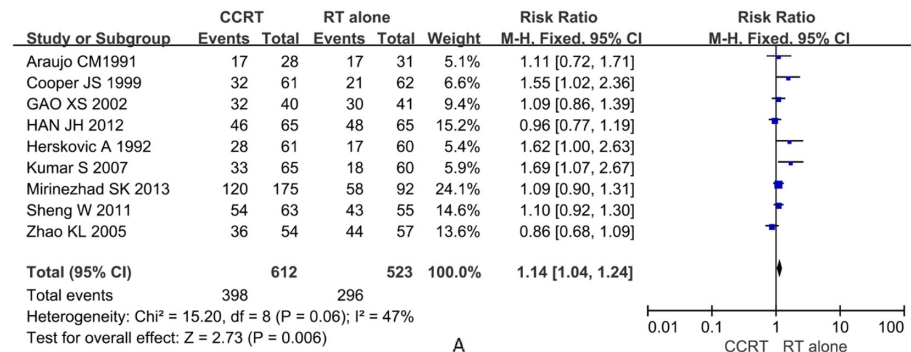 CCRT RT alone Risk Ratio Risk Ratio
Study or Subgroup Events Total Events Total Weight M-H, Fixed, 95% CI M-H, Fixed, 95% CI
Araujo CM1991 17 28 17 31 5.1% 1.11 [0.72, 1.71]
Cooper JS 1999 32 61 21 62 6.6% 1.55 [1.02, 2.36]
GAO XS 2002 32 40 30 41 9.4% 1.09 [0.86, 1.39]
HAN JH 2012 46 65 48 65 15.2% 0.96 [0.77, 1.19]
Herskovic A 1992 28 61 17 60 5.4% 1.62 [1.00, 2.63]
Kumar S 2007 33 65 18 60 5.9% 1.69 [1.07, 2.67]
Mirinezhad SK 2013 120 175 58 92 24.1% 1.09 [0.90, 1.31]
Sheng W 2011 54 63 43 55 14.6% 1.10 [0.92, 1.30]
Zhao KL 2005 36 54 44 57 13.6% 0.86 [0.68, 1.09]
Total (95% CI) 612 523 100.0% 1.14 [1.04, 1.24]
Total events 398 296
Heterogeneity: Chi² = 15.20, df = 8 (P = 0.06); I² = 47%
Test for overall effect: Z = 2.73 (P = 0.006)
0.01 0.1 1 10 100
CCRT RT alone
A